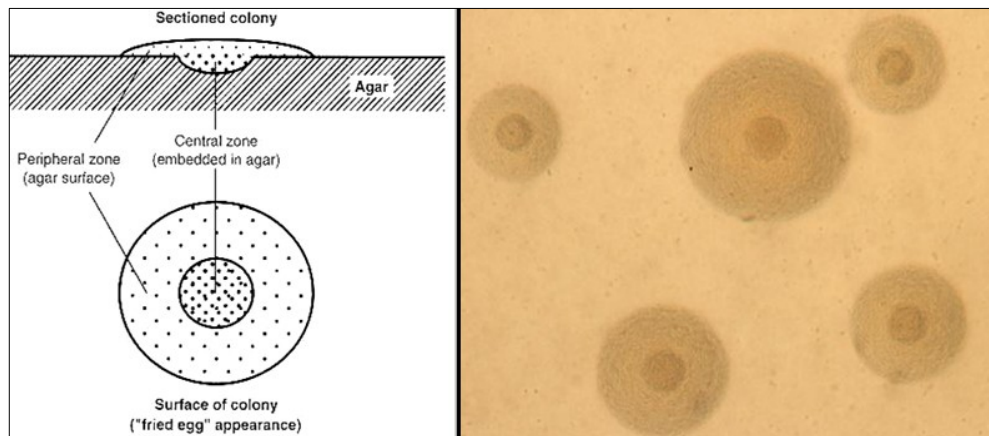 Sectioned colony
Agar
Peripheral zone
(agar surface)
Central zone
(embedded in agar)
Surface of colony
("fried egg" appearance)